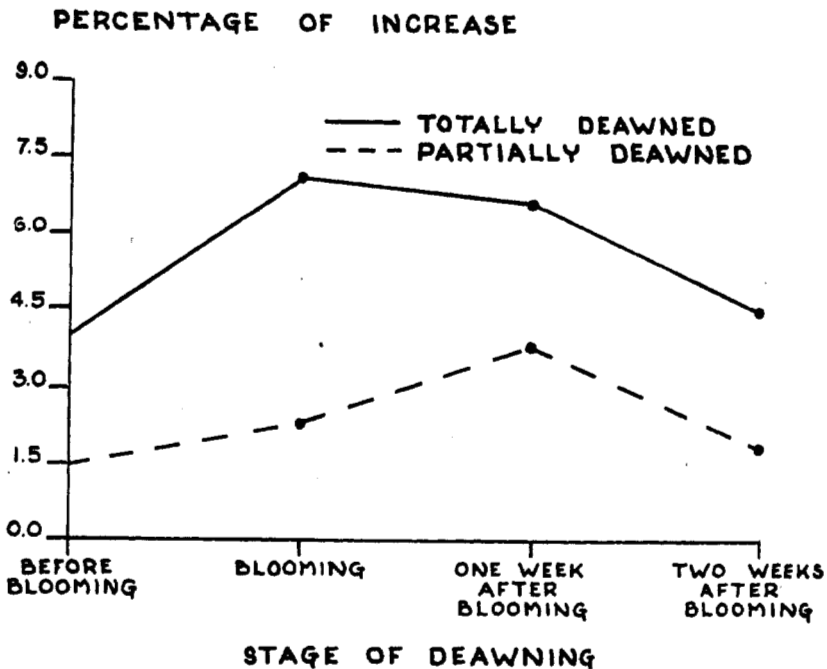 PERCENTAGE OF INCREASE
9.0
7.5
6.0
4.5
3.0
1.5
0.0
TOTALLY DEAWNED
PARTIALLY DEAWNED
BEFORE
BLOOMING
BLOOMING
ONE WEEK
AFTER
BLOOMING
TWO WEEKS
AFTER
BLOOMING
STAGE OF DEAWNING